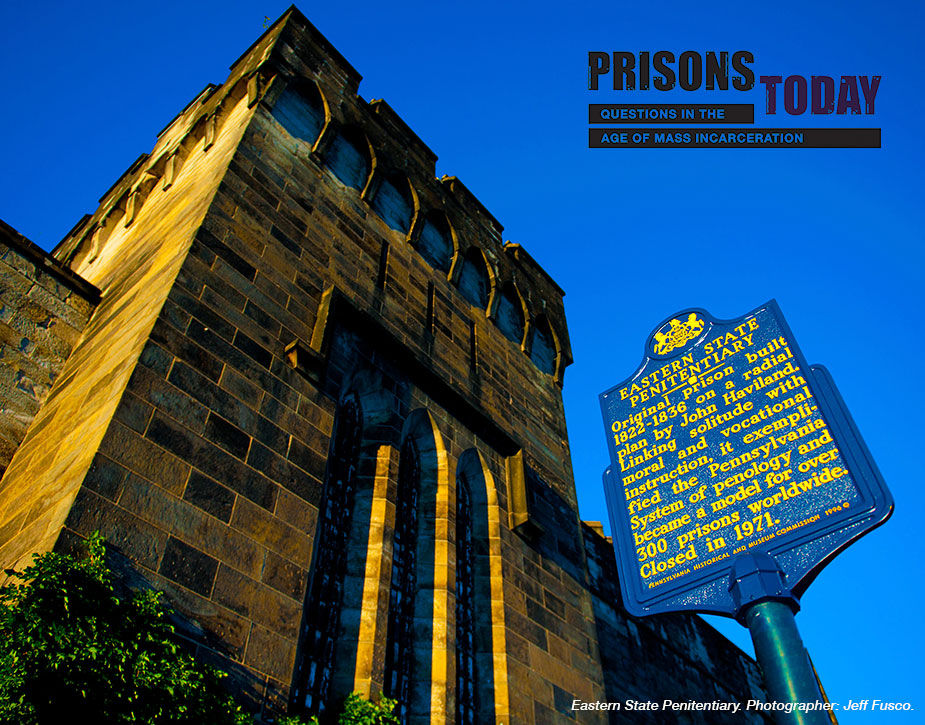 PRISONS
TODAY
QUESTIONS IN THE
AGE OF MASS INCARCERATION
EASTERN STATE
PENITENTIARY
Original prison built
1822-1836 on a radial
plan by John Haviland.
Linking solitude with
moral and vocational
instruction, it exempli-
fied the Pennsylvania
System of penology and
became a model for over
300 prisons worldwide.
Closed in 1971.
PENNSYLVANIA HISTORICAL AND MUSEUM COMMISSION 1996 ©
Eastern State Penitentiary. Photographer: Jeff Fusco.